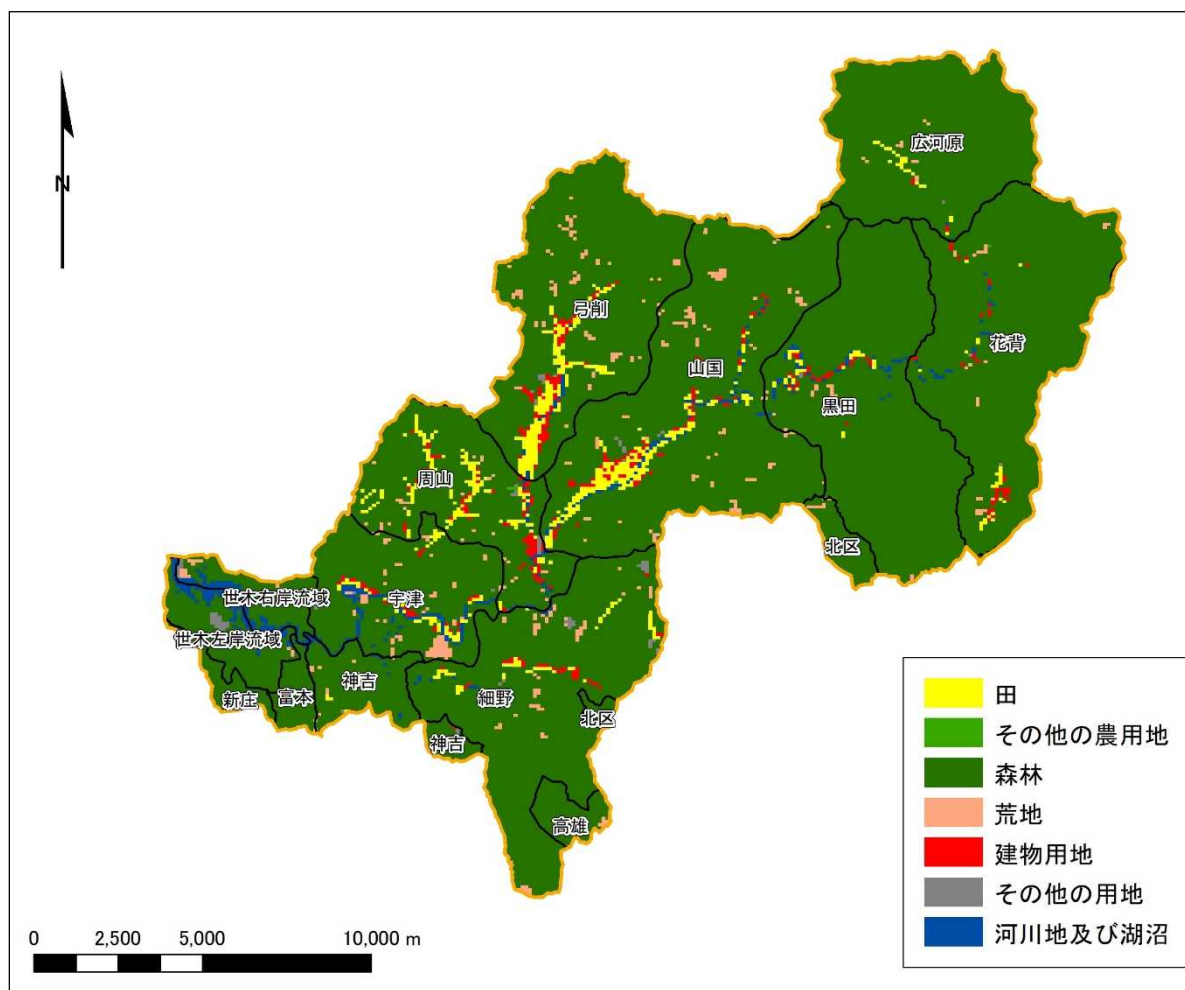 N
広河原
弓削
花背
山国
黒田
周山
北区
宇津
世木右岸流域
世木左岸流域
神吉
新庄
富本
細野
北区
神吉
高雄
田
その他の農用地
森林
荒地
建物用地
その他の用地
河川地及び湖沼
0 2,500 5,000 10,000 m